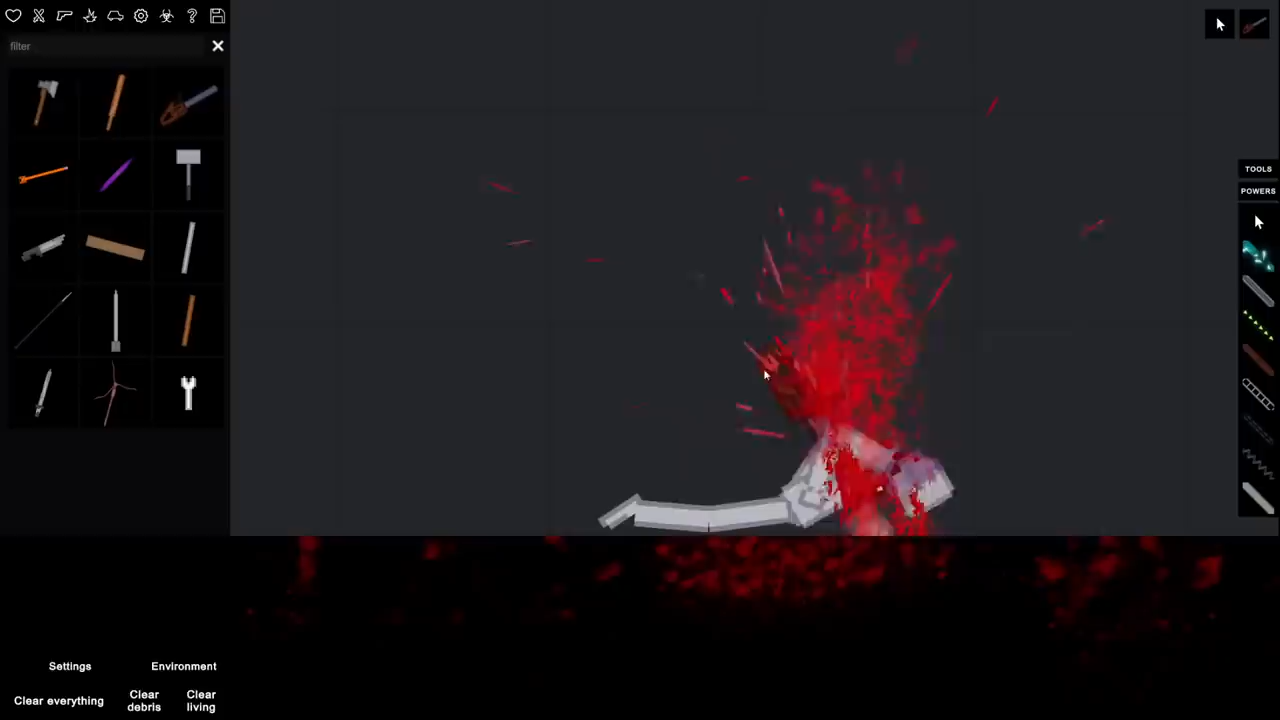 filter
TOOLS
POWERS
Settings
Environment
Clear everything
Clear debris
Clear living